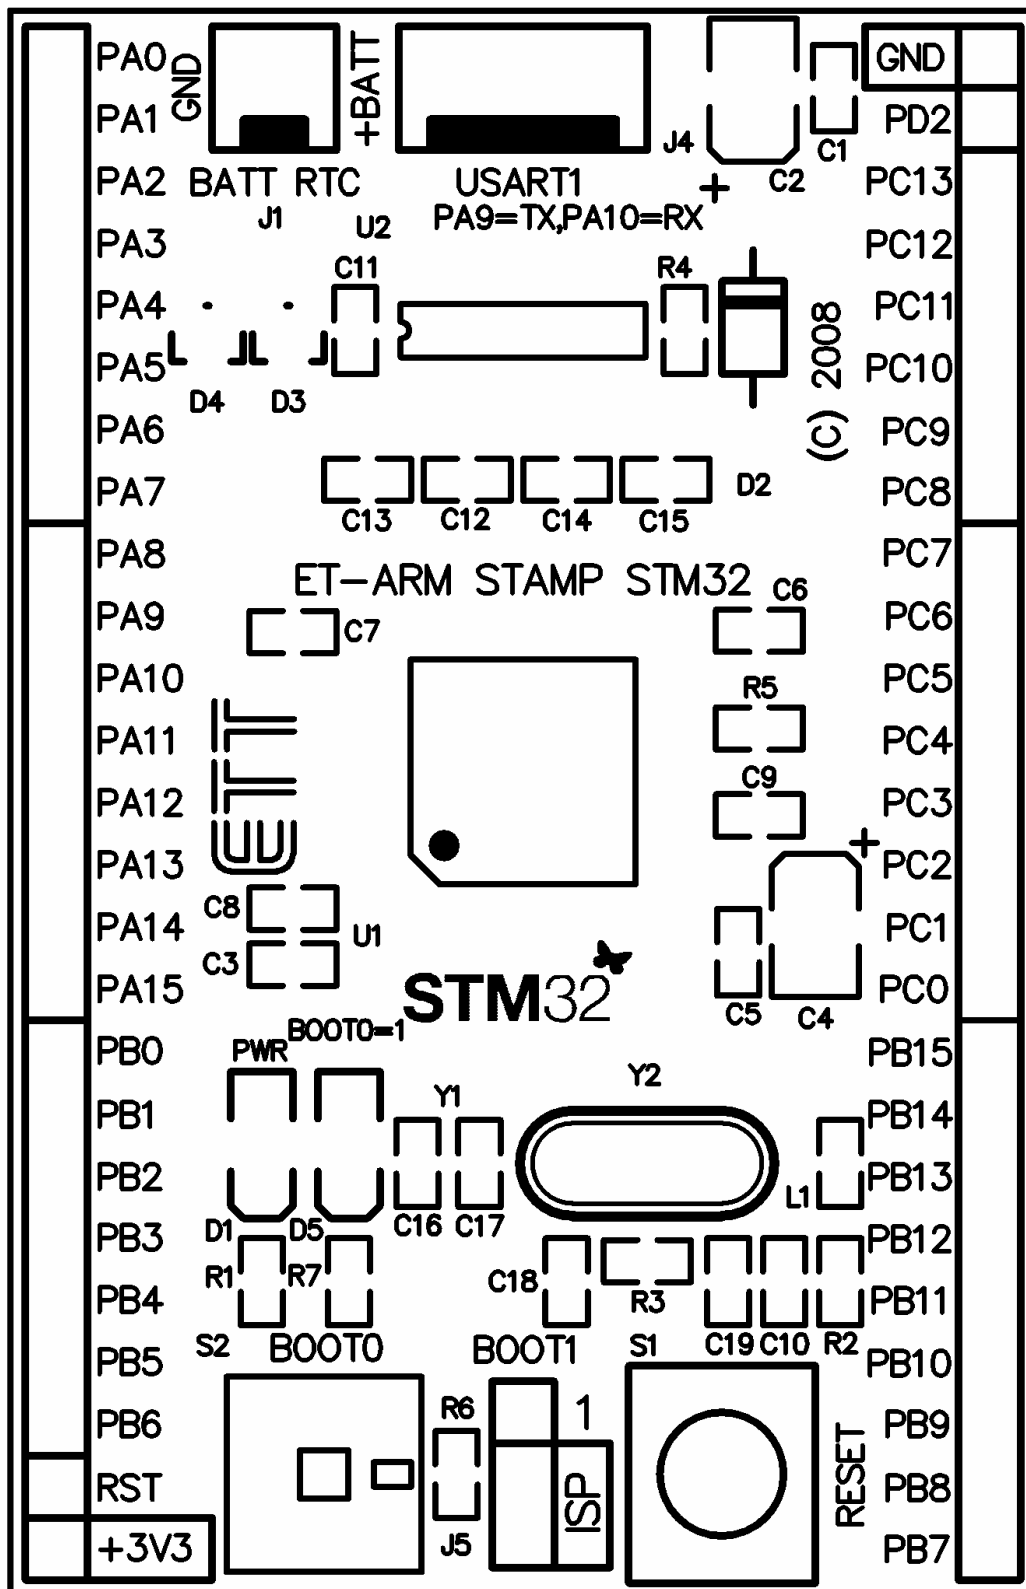 PA0
GND
+BATT
GND
PA1
J4
C1
PD2
PA2
BATT RTC
USART1
C2
+
PC13
J1
U2
PA9=TX,PA10=RX
PA3
C11
R4
PC12
PA4
PC11
PA5
(C) 2008
PC10
D4
D3
PA6
PC9
PA7
D2
PC8
C13
C12
C14
C15
PA8
PC7
ET-ARM STAMP STM32
C6
PA9
C7
PC6
PA10
R5
PC5
PA11
ETT
PC4
PA12
C9
PC3
PA13
+
PC2
C8
PA14
U1
PC1
C3
PA15
STM32
PC0
C5
C4
BOOT0=1
PB0
PWR
PB15
Y2
PB1
Y1
PB14
PB2
L1
PB13
D1
D5
C16
C17
PB3
PB12
R1
R7
C18
R3
PB4
PB11
S2
BOOT0
BOOT1
S1
C19
C10
R2
PB5
PB10
PB6
R6
1
PB9
RST
ISP
RESET
PB8
+3V3
J5
PB7